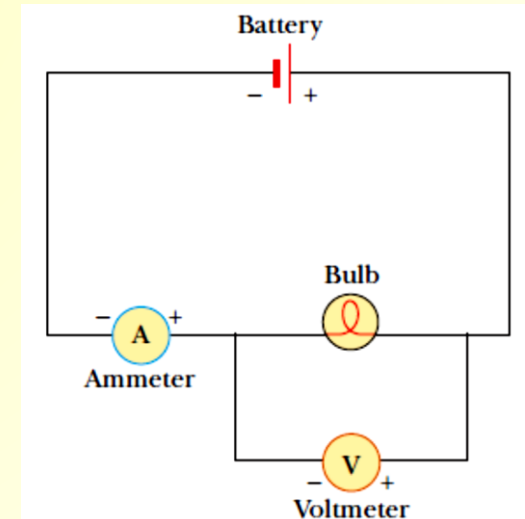 Battery
− +
Bulb
− +
A
Ammeter
V
− +
Voltmeter